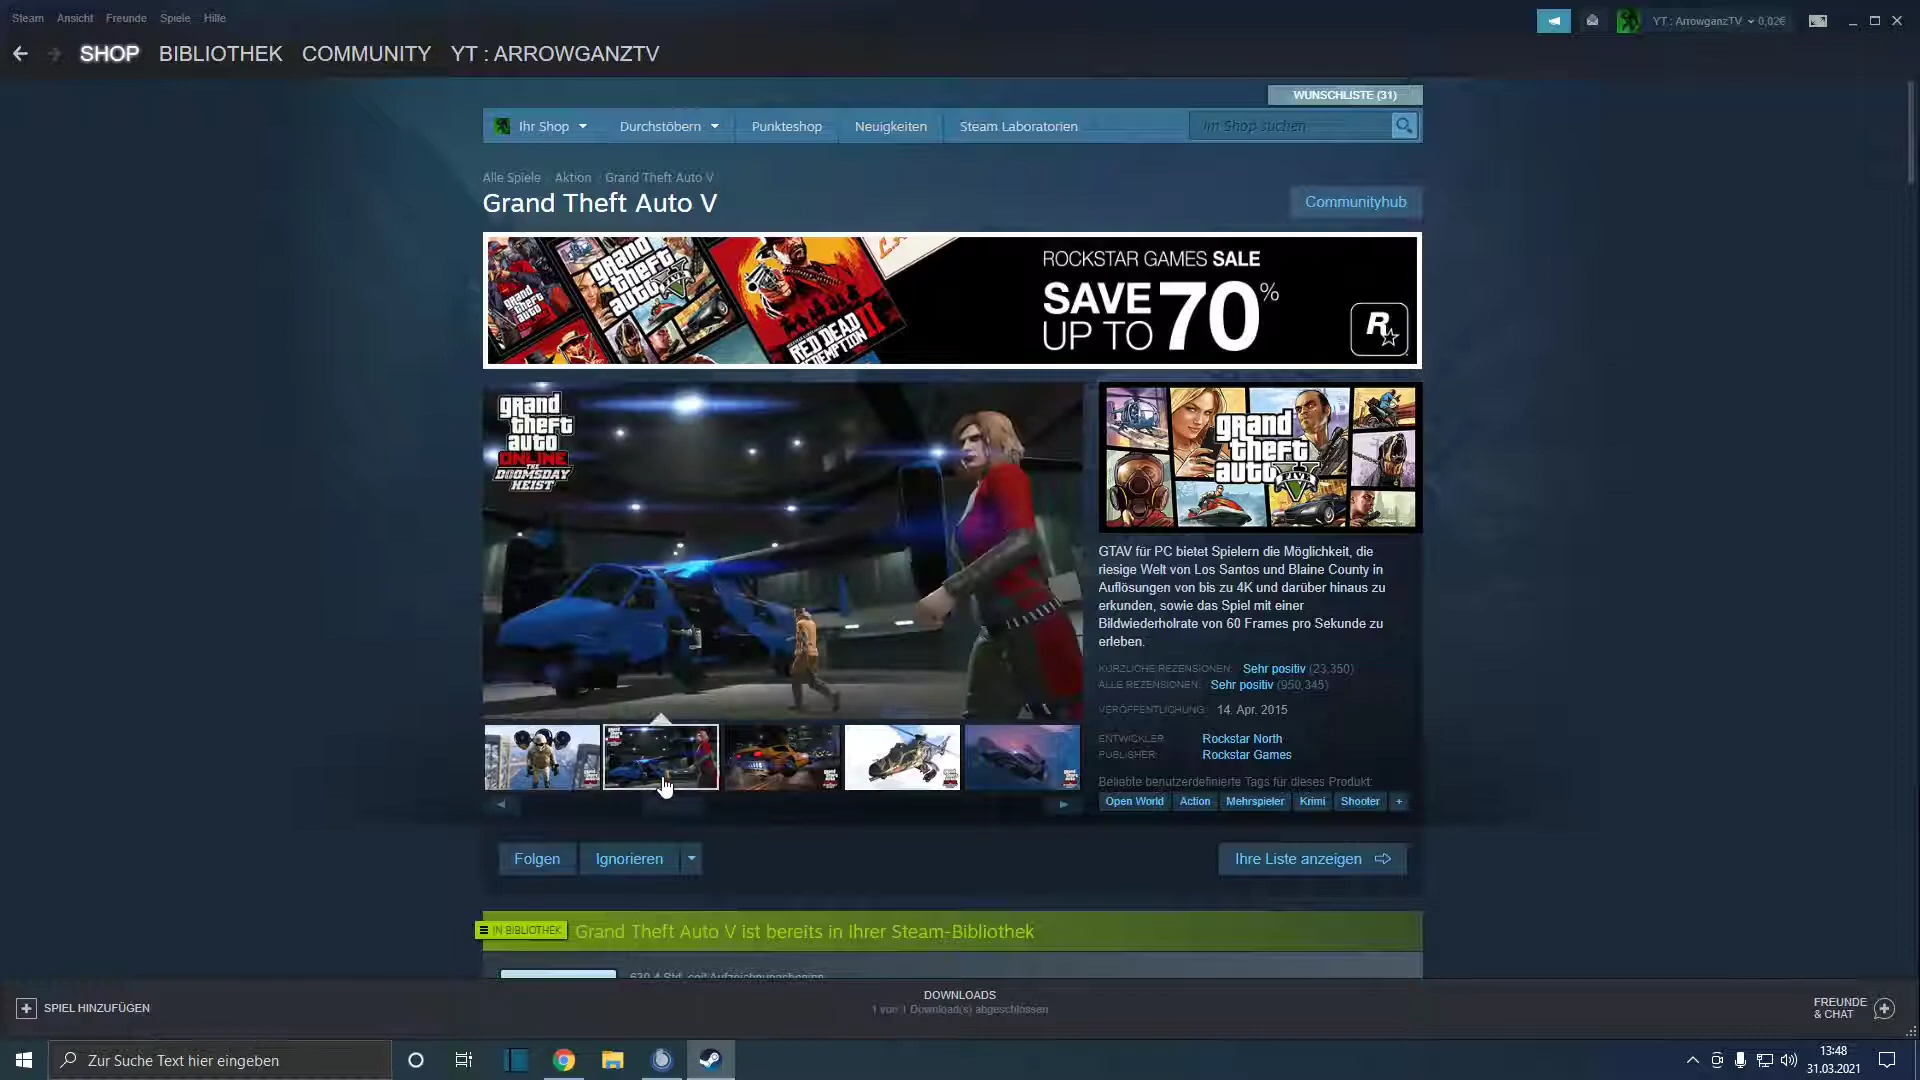 Steam Ansicht Freunde Spiele Hilfe
YT : ArrowganzTV 0,02€
SHOP BIBLIOTHEK COMMUNITY YT : ARROWGANZTV
WUNSCHLISTE (31)
Ihr Shop Durchstöbern Punkteshop Neuigkeiten Steam Laboratorien Im Shop suchen
Alle Spiele Aktion Grand Theft Auto V
Grand Theft Auto V
Communityhub
grand theft auto V
RED DEAD REDEMPTION II
ROCKSTAR GAMES SALE
SAVE UP TO 70%
R
grand theft auto ONLINE THE DOOMSDAY HEIST
grand theft auto FIVE
GTAV für PC bietet Spielern die Möglichkeit, die
riesige Welt von Los Santos und Blaine County in
Auflösungen von bis zu 4K und darüber hinaus zu
erkunden, sowie das Spiel mit einer
Bildwiederholrate von 60 Frames pro Sekunde zu
erleben.
KÜRZLICHE REZENSIONEN: Sehr positiv (23,350)
ALLE REZENSIONEN: Sehr positiv (950,345)
VERÖFFENTLICHUNG: 14. Apr. 2015
ENTWICKLER: Rockstar North
PUBLISHER: Rockstar Games
Beliebte benutzerdefinierte Tags für dieses Produkt:
Open World Action Mehrspieler Krimi Shooter +
Folgen Ignorieren
Ihre Liste anzeigen
IN BIBLIOTHEK Grand Theft Auto V ist bereits in Ihrer Steam-Bibliothek
630,4 Std. seit Aufzeichnungsbeginn
SPIEL HINZUFÜGEN
DOWNLOADS
1 von 1 Download(s) abgeschlossen
FREUNDE
& CHAT
Zur Suche Text hier eingeben
13:48
31.03.2021